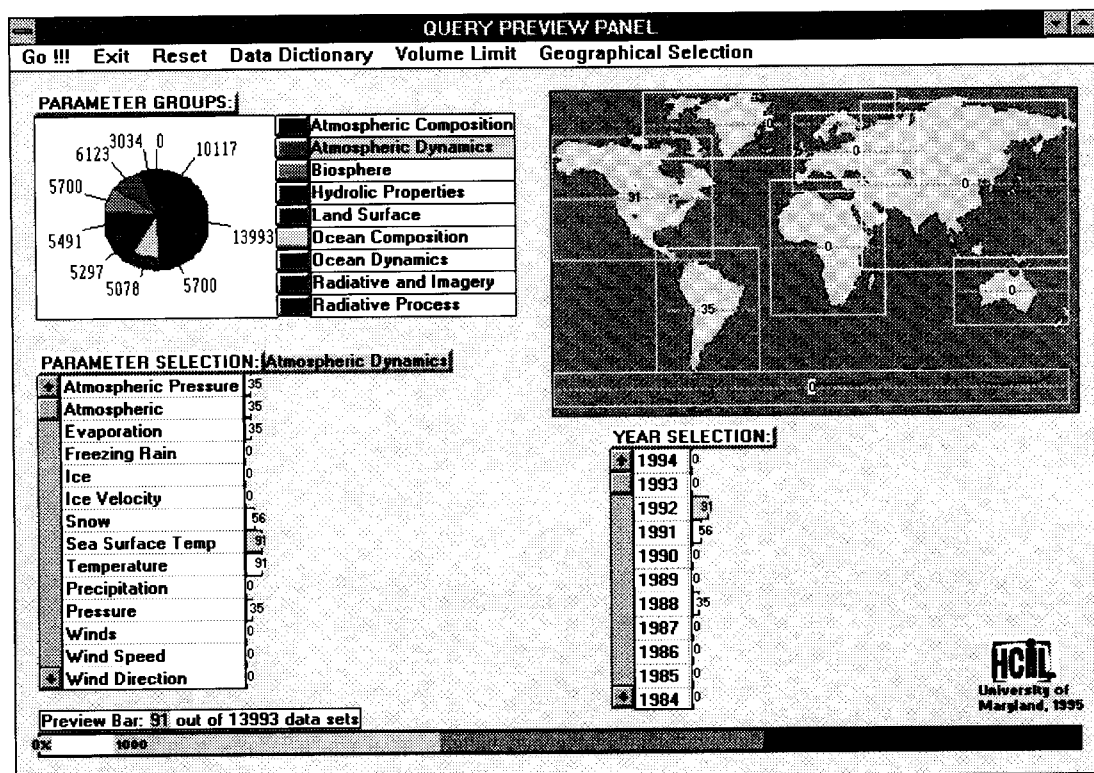 QUERY PREVIEW PANEL
Go !!! Exit Reset Data Dictionary Volume Limit Geographical Selection
PARAMETER GROUPS:
3034 0 10117
6123
5700
5491
5297
5078
5700
13993
Atmospheric Composition
Atmospheric Dynamics
Biosphere
Hydrolic Properties
Land Surface
Ocean Composition
Ocean Dynamics
Radiative and Imagery
Radiative Process
0
0
91
0
0
35
0
0
PARAMETER SELECTION: Atmospheric Dynamics
Atmospheric Pressure 35
Atmospheric 35
Evaporation 35
Freezing Rain 0
Ice 0
Ice Velocity 0
Snow 56
Sea Surface Temp 91
Temperature 91
Precipitation 0
Pressure 35
Winds 0
Wind Speed 0
Wind Direction 0
YEAR SELECTION:
1994 0
1993 0
1992 91
1991 56
1990 0
1989 0
1988 35
1987 0
1986 0
1985 0
1984 0
HCIL
University of
Maryland, 1995
Preview Bar: 91 out of 13993 data sets
0% 1000